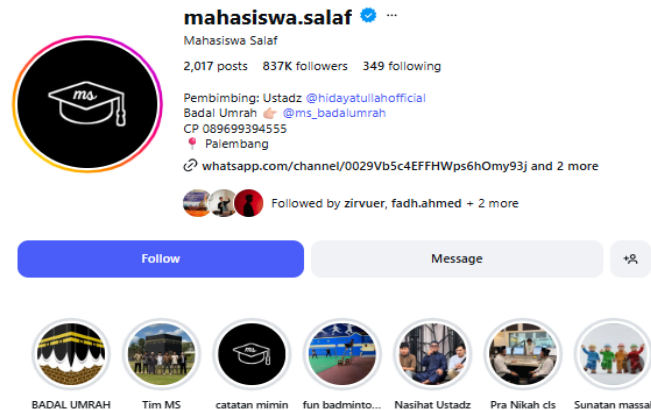 mahasiswa.salaf ...
Mahasiswa Salaf
2,017 posts 837K followers 349 following
Pembimbing: Ustadz @hidayatullahofficial
Badal Umrah 👉🏻 @ms_badalumrah
CP 089699394555
📍 Palembang
whatsapp.com/channel/0029Vb5c4EFFHWps6hOmy93j and 2 more
Followed by zirvuer, fadh.ahmed + 2 more
Follow Message
ms
BADAL UMRAH Tim MS catatan mimin fun badminto... Nasihat Ustadz Pra Nikah cls Sunatan massal